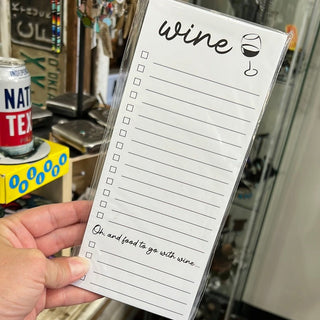 wine
Oh and food to go with wine
NAT
TEX